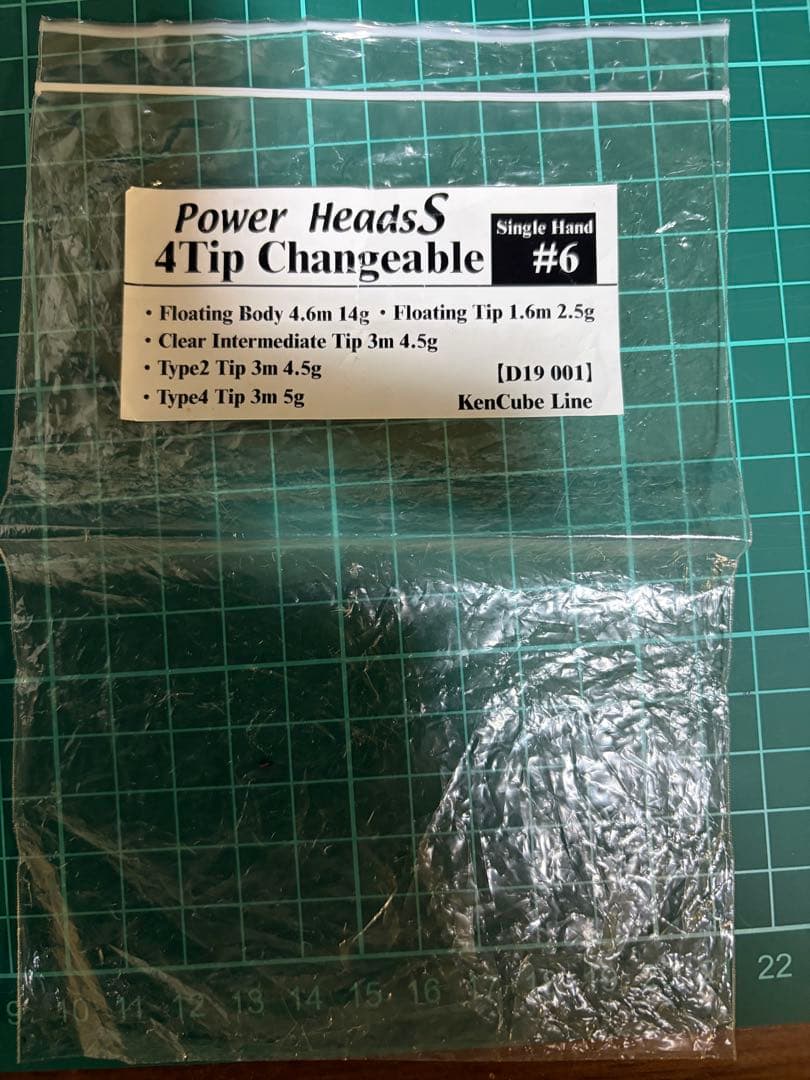 Power HeadsS
4Tip Changeable
Single Hand
#6
・Floating Body 4.6m 14g ・Floating Tip 1.6m 2.5g
・Clear Intermediate Tip 3m 4.5g
・Type2 Tip 3m 4.5g
【D19 001】
・Type4 Tip 3m 5g
KenCube Line
9 10 11 12 13 14 15 16 22